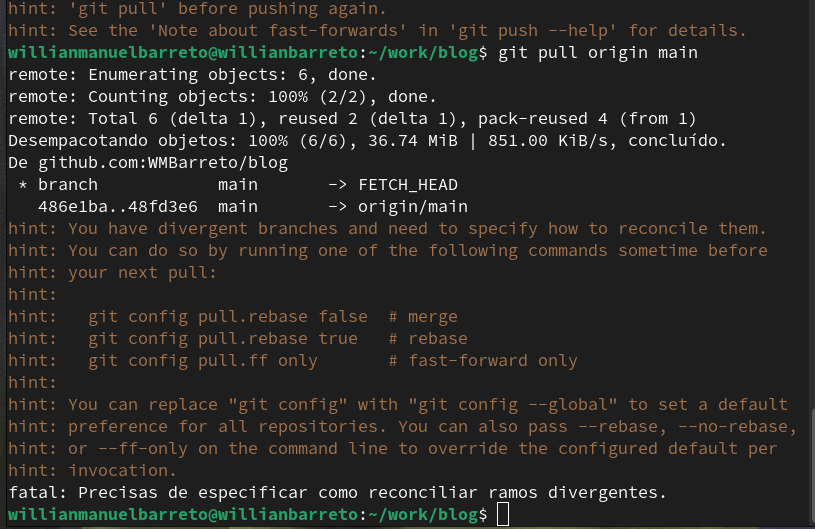 hint: 'git pull' before pushing again.
hint: See the 'Note about fast-forwards' in 'git push --help' for details.
willianmanuelbarreto@willianbarreto:~/work/blog$ git pull origin main
remote: Enumerating objects: 6, done.
remote: Counting objects: 100% (2/2), done.
remote: Total 6 (delta 1), reused 2 (delta 1), pack-reused 4 (from 1)
Desempacotando objetos: 100% (6/6), 36.74 MiB | 851.00 KiB/s, concluído.
De github.com:WMBarreto/blog
 * branch            main       -> FETCH_HEAD
   486e1ba..48fd3e6  main       -> origin/main
hint: You have divergent branches and need to specify how to reconcile them.
hint: You can do so by running one of the following commands sometime before
hint: your next pull:
hint:
hint:   git config pull.rebase false  # merge
hint:   git config pull.rebase true   # rebase
hint:   git config pull.ff only       # fast-forward only
hint:
hint: You can replace "git config" with "git config --global" to set a default
hint: preference for all repositories. You can also pass --rebase, --no-rebase,
hint: or --ff-only on the command line to override the configured default per
hint: invocation.
fatal: Precisas de especificar como reconciliar ramos divergentes.
willianmanuelbarreto@willianbarreto:~/work/blog$